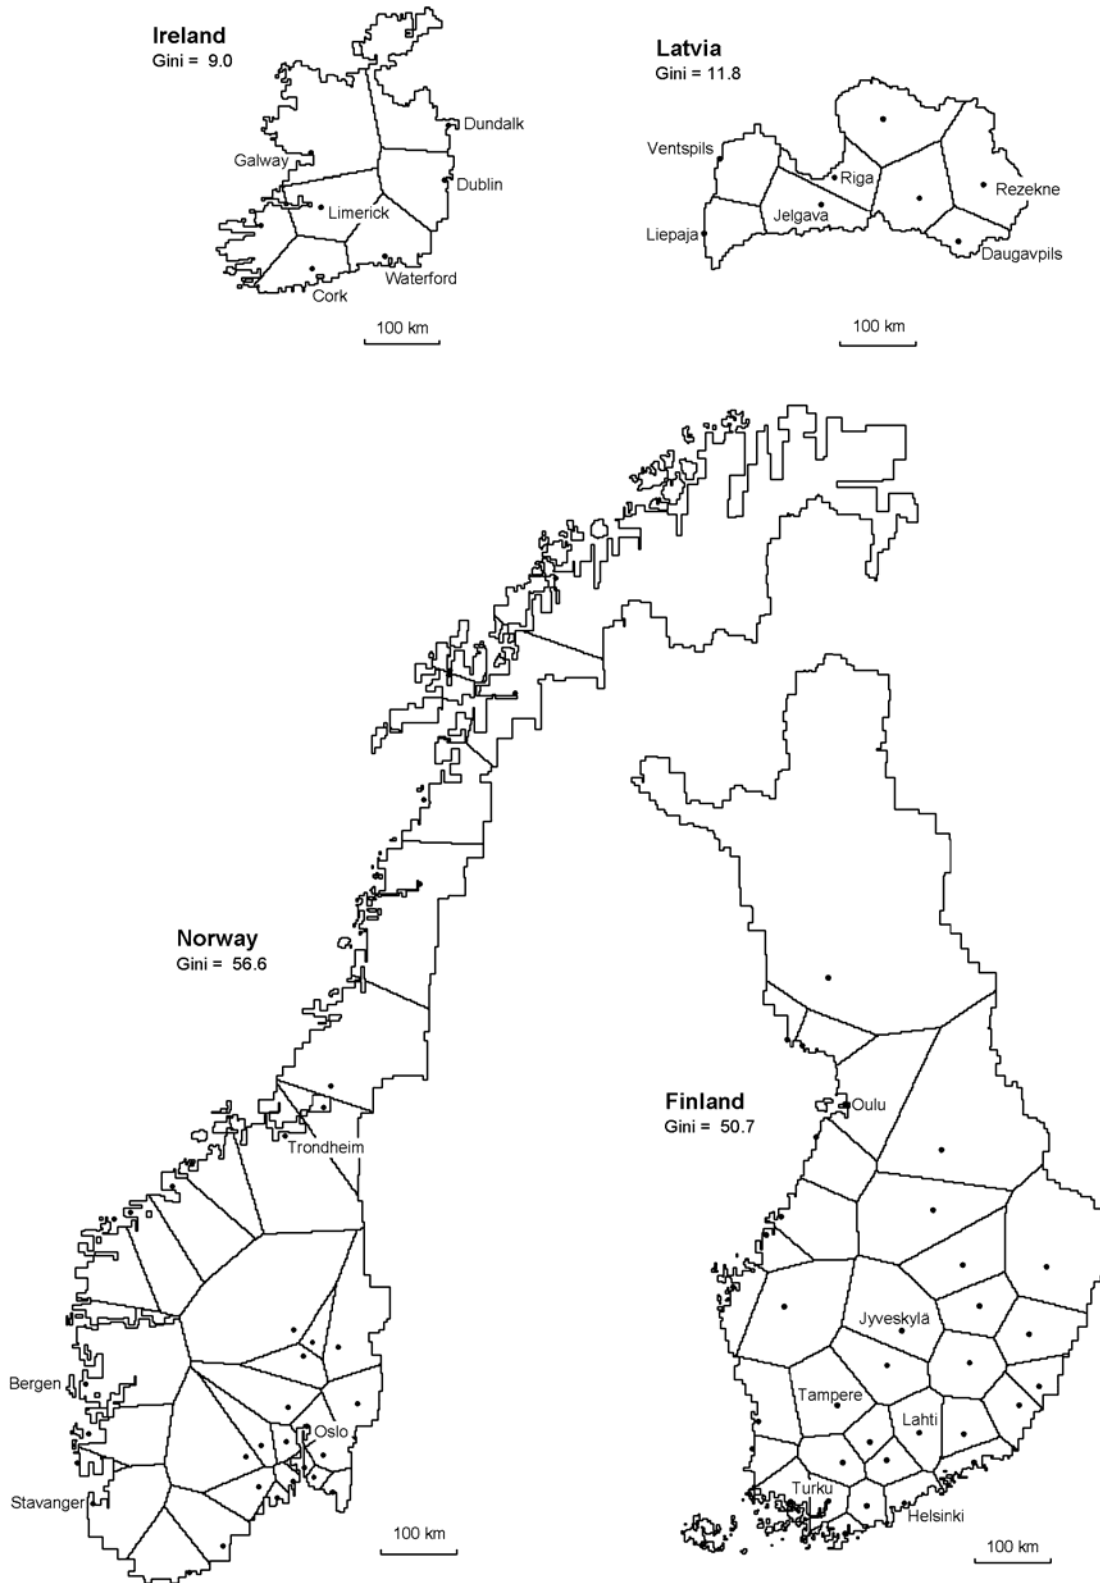 Ireland
Gini = 9.0
Dundalk
Galway
Dublin
Limerick
Waterford
Cork
100 km
Latvia
Gini = 11.8
Ventspils
Riga
Rezekne
Jelgava
Liepaja
Daugavpils
100 km
Norway
Gini = 56.6
Trondheim
Bergen
Oslo
Stavanger
100 km
Finland
Gini = 50.7
Oulu
Jyveskylä
Tampere
Lahti
Turku
Helsinki
100 km